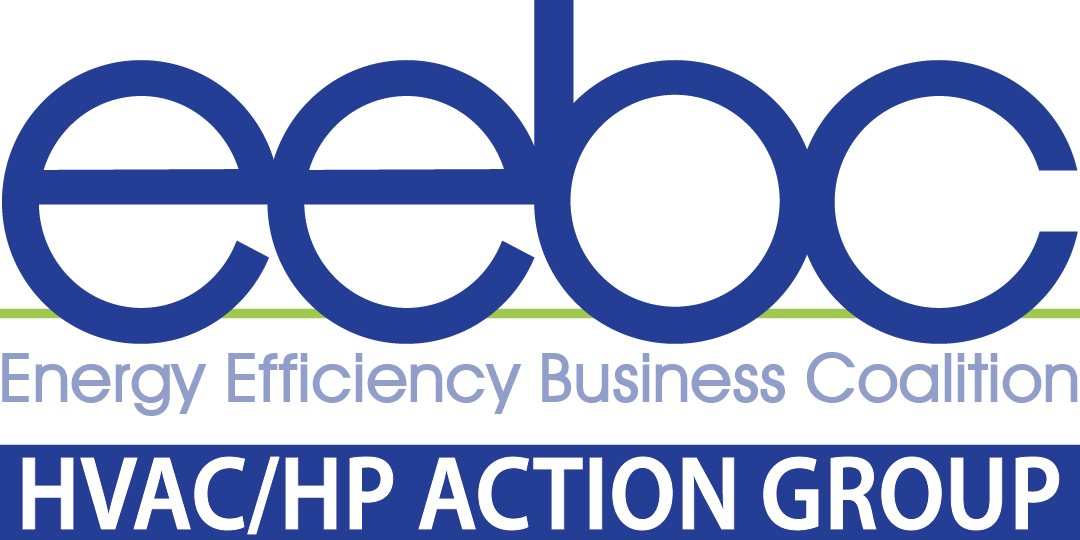 eebc
Energy Efficiency Business Coalition
HVAC/HP ACTION GROUP